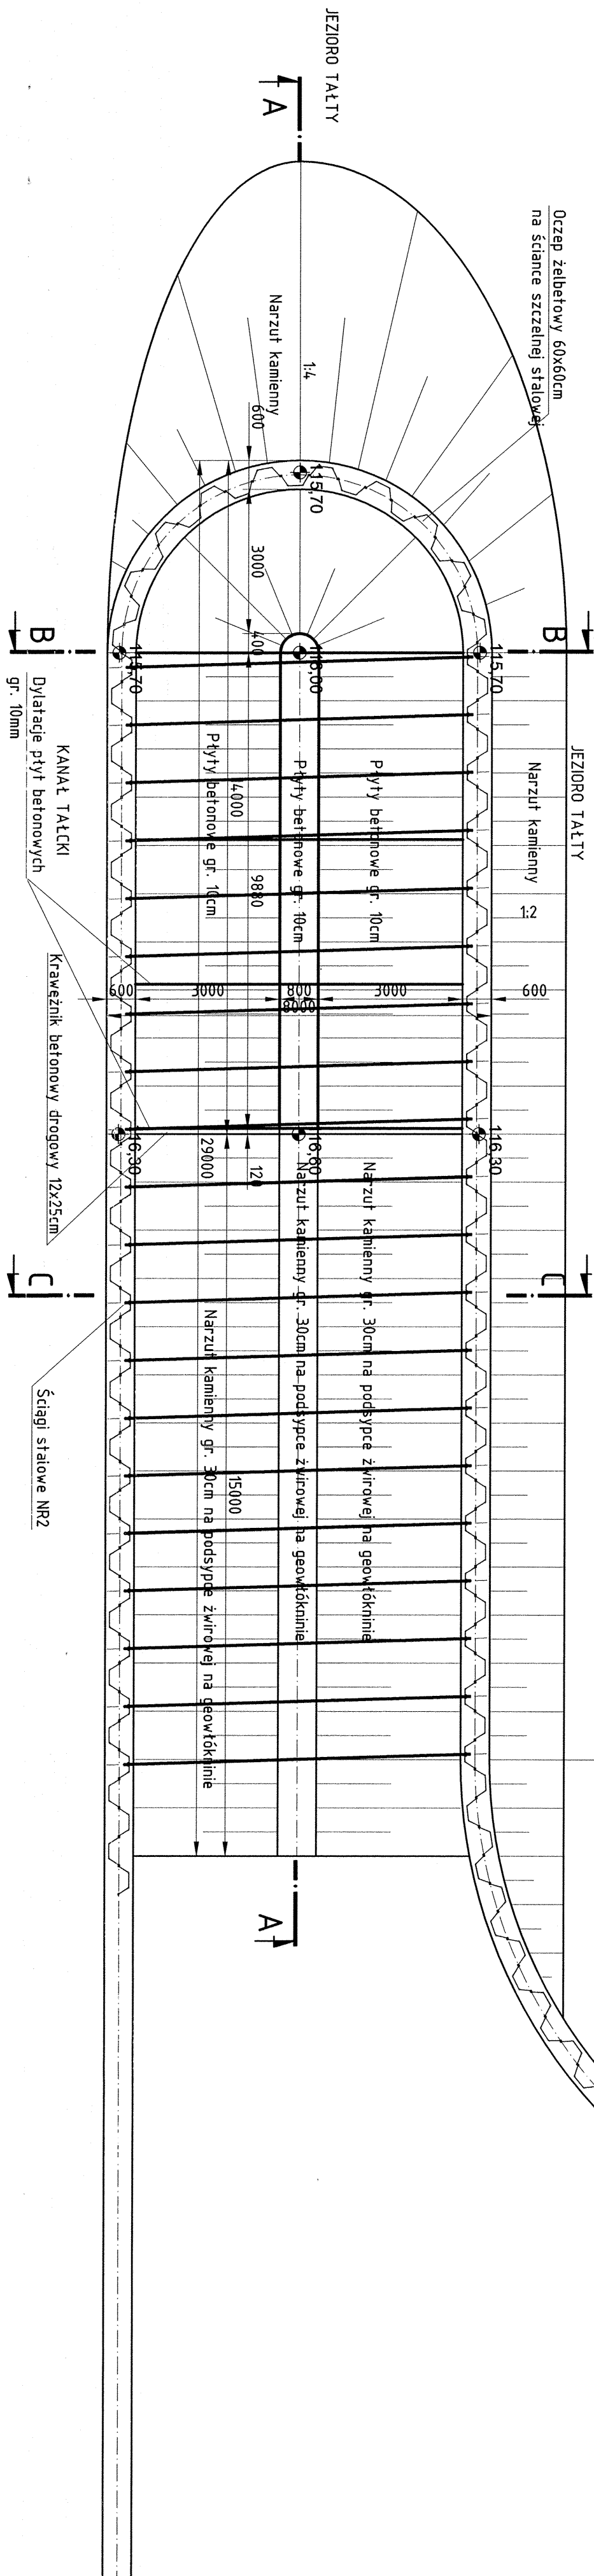 JEZIORO TAŁTY
A
Oczep żelbetowy 60x60cm
na ściance szczelnej stalowej
Narzut kamienny
1:4
600
115,70
3000
400
B
B
115,70
116,00
115,70
JEZIORO TAŁTY
Narzut kamienny
1:2
Płyty betonowe gr. 10cm
Płyty betonowe gr. 10cm
Płyty betonowe gr. 10cm
14000
9880
KANAŁ TAŁCKI
Dylatacje płyt betonowych
gr. 10mm
600
3000
800
3000
600
8000
Krawężnik betonowy drogowy 12x25cm
116,30
116,60
116,30
29000
120
C
C
Narzut kamienny gr. 30cm na podsypce żwirowej na geowłókninie
Narzut kamienny gr. 30cm na podsypce żwirowej na geowłókninie
Narzut kamienny gr. 30cm na podsypce żwirowej na geowłókninie
15000
Ściągi stalowe NR2
A